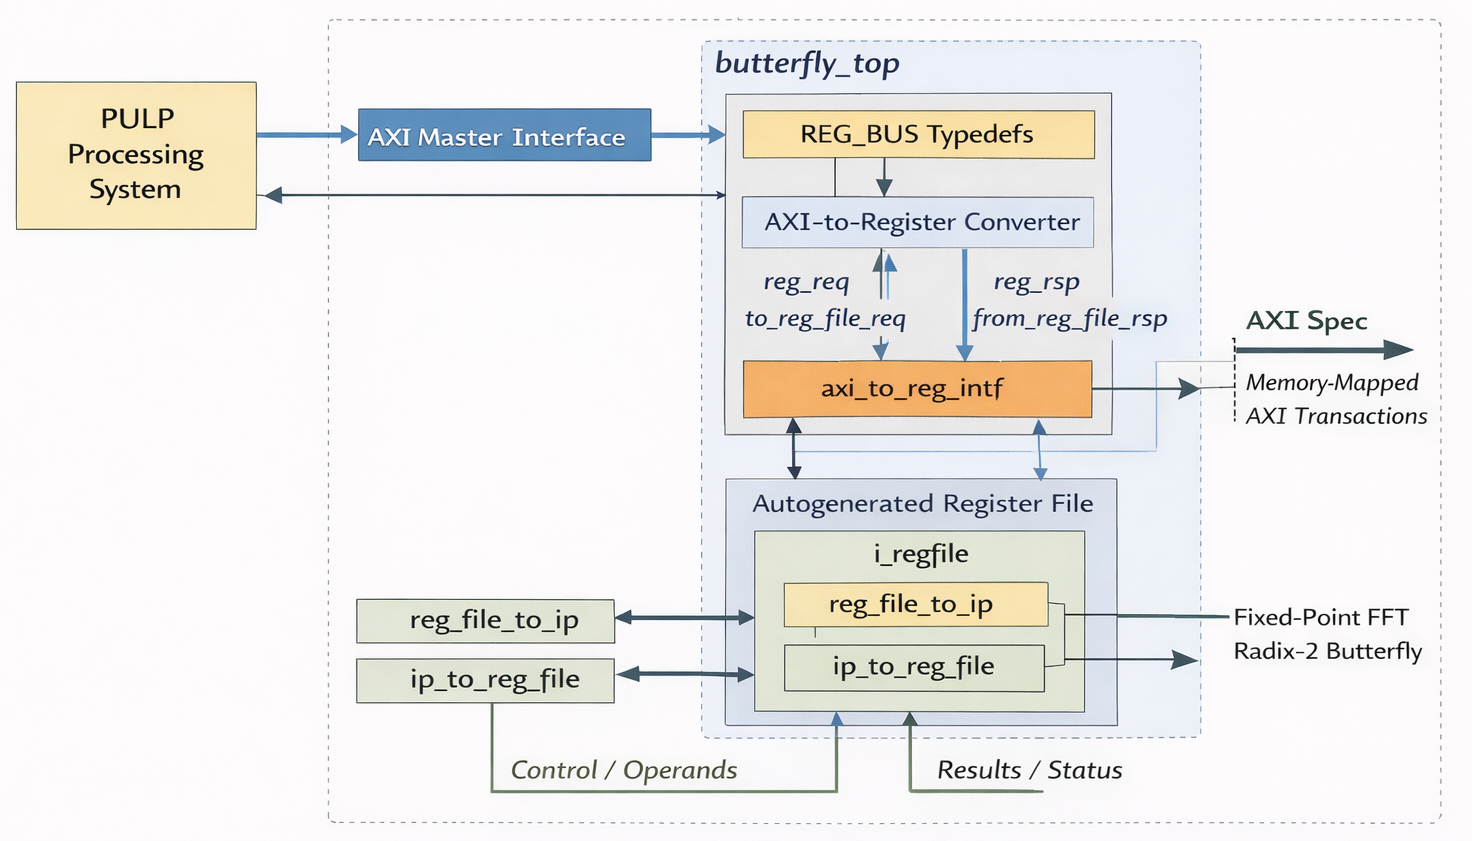 butterfly_top
PULP
Processing
System
AXI Master Interface
REG_BUS Typedefs
AXI-to-Register Converter
reg_req
to_reg_file_req
reg_rsp
from_reg_file_rsp
axi_to_reg_intf
AXI Spec
Memory-Mapped
AXI Transactions
Autogenerated Register File
i_regfile
reg_file_to_ip
ip_to_reg_file
reg_file_to_ip
ip_to_reg_file
Fixed-Point FFT
Radix-2 Butterfly
Control / Operands
Results / Status